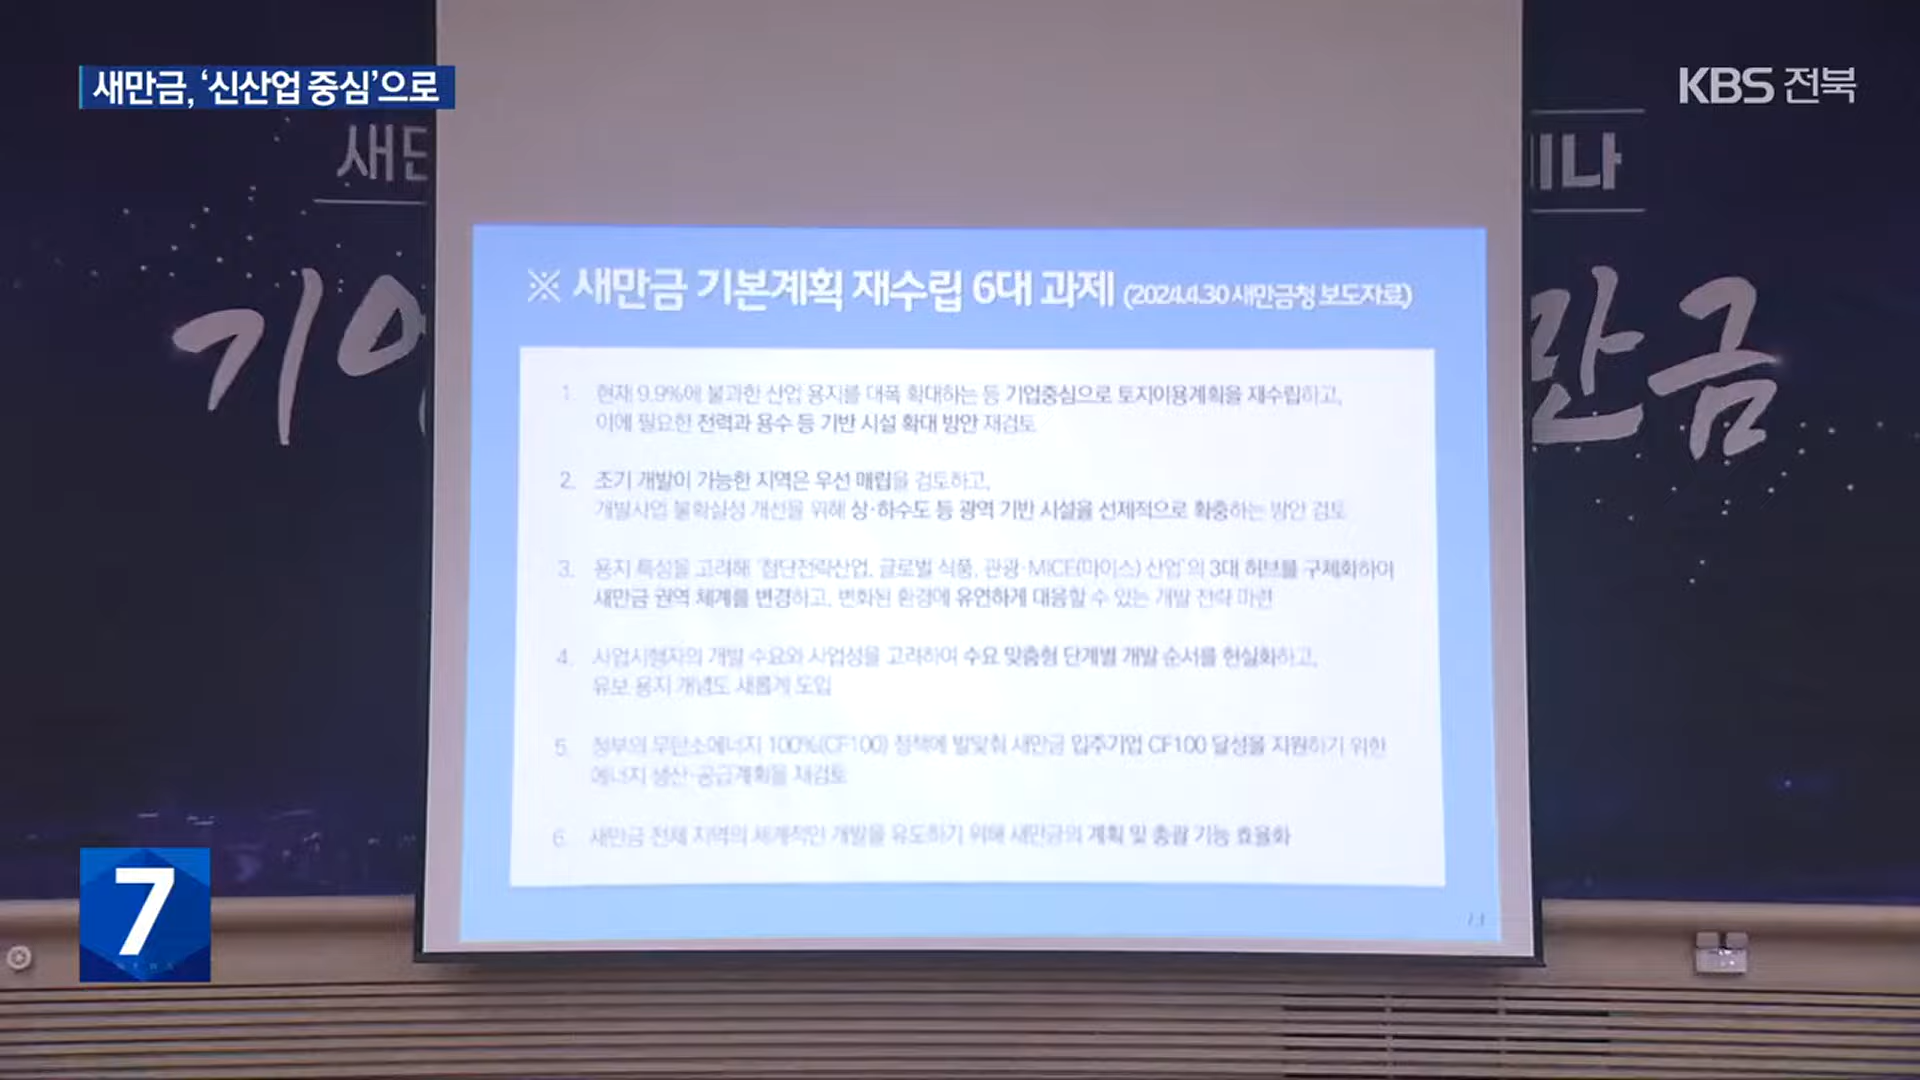 새만금, ‘신산업 중심’으로
KBS 전북
※ 새만금 기본계획 재수립 6대 과제 (2024.4.30 새만금청 보도자료)
1. 현재 9.9%에 불과한 산업 용지를 대폭 확대하는 등 기업중심으로 토지이용계획을 재수립하고,
이에 필요한 전력과 용수 등 기반 시설 확대 방안 재검토
2. 조기 개발이 가능한 지역은 우선 매립을 검토하고,
개발사업 불확실성 개선을 위해 상·하수도 등 광역 기반 시설을 선제적으로 확충하는 방안 검토
3. 용지 특성을 고려해 '첨단전략산업, 글로벌 식품, 관광·MICE(마이스) 산업'의 3대 허브를 구체화하여
새만금 권역 체계를 변경하고, 변화된 환경에 유연하게 대응할 수 있는 개발 전략 마련
4. 사업시행자의 개발 수요와 사업성을 고려하여 수요 맞춤형 단계별 개발 순서를 현실화하고,
유보 용지 개념도 새롭게 도입
5. 정부의 무탄소에너지 100%(CF100) 정책에 발맞춰 새만금 입주기업 CF100 달성을 지원하기 위한
에너지 생산·공급계획을 재검토
6. 새만금 전체 지역의 체계적인 개발을 유도하기 위해 새만금의 계획 및 총괄 기능 효율화
13
새만
미나
기업
만금
7
NEWS